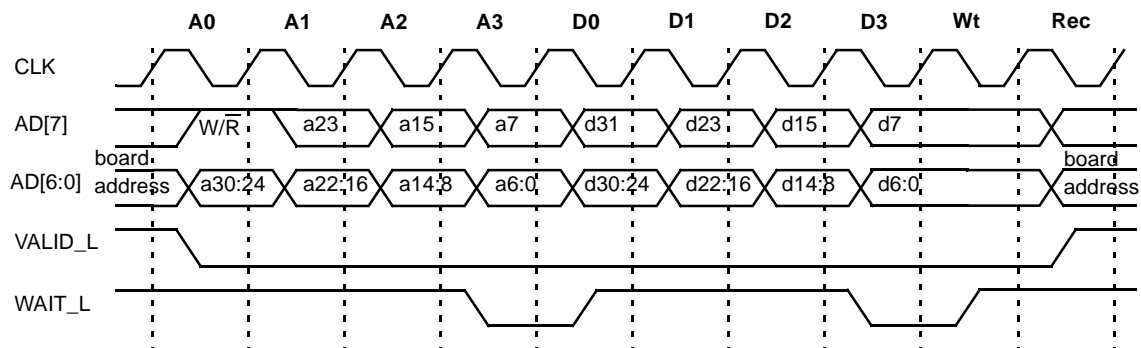 A0 A1 A2 A3 D0 D1 D2 D3 Wt Rec
CLK
AD[7] W/R̅ a23 a15 a7 d31 d23 d15 d7
board board
AD[6:0] address a30:24 a22:16 a14:8 a6:0 d30:24 d22:16 d14:8 d6:0 address
VALID_L
WAIT_L